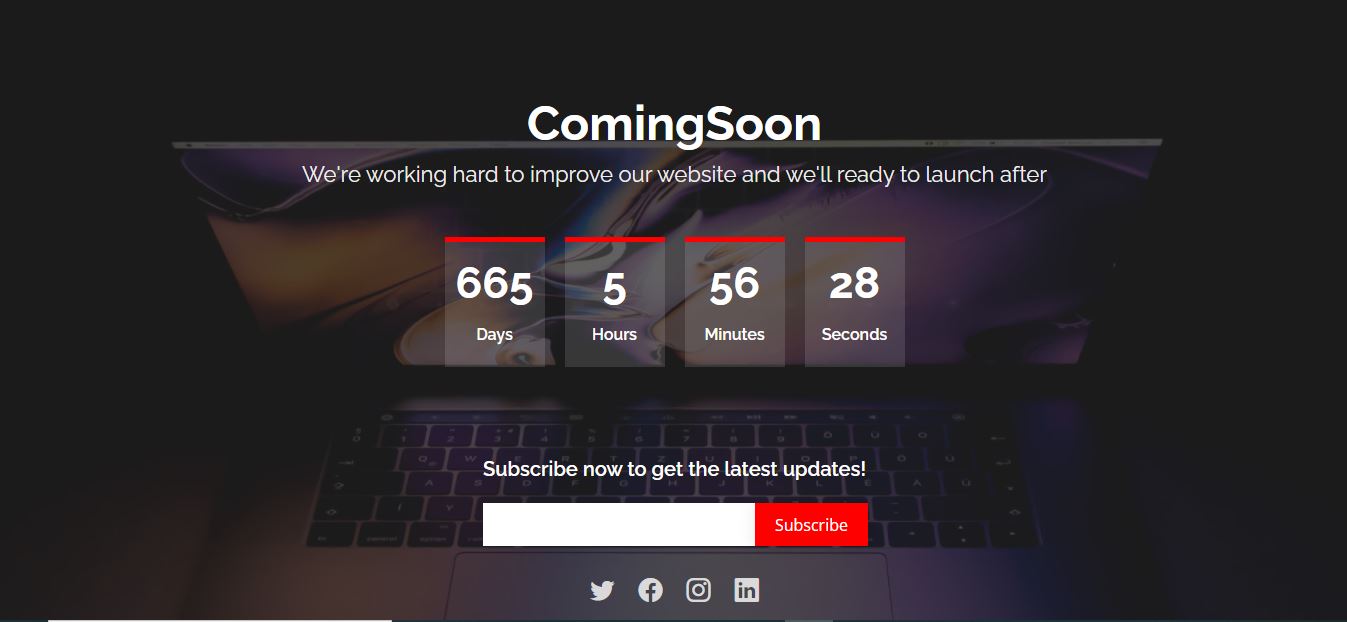 ComingSoon
We're working hard to improve our website and we'll ready to launch after
665 5 56 28
Days Hours Minutes Seconds
Subscribe now to get the latest updates!
Subscribe